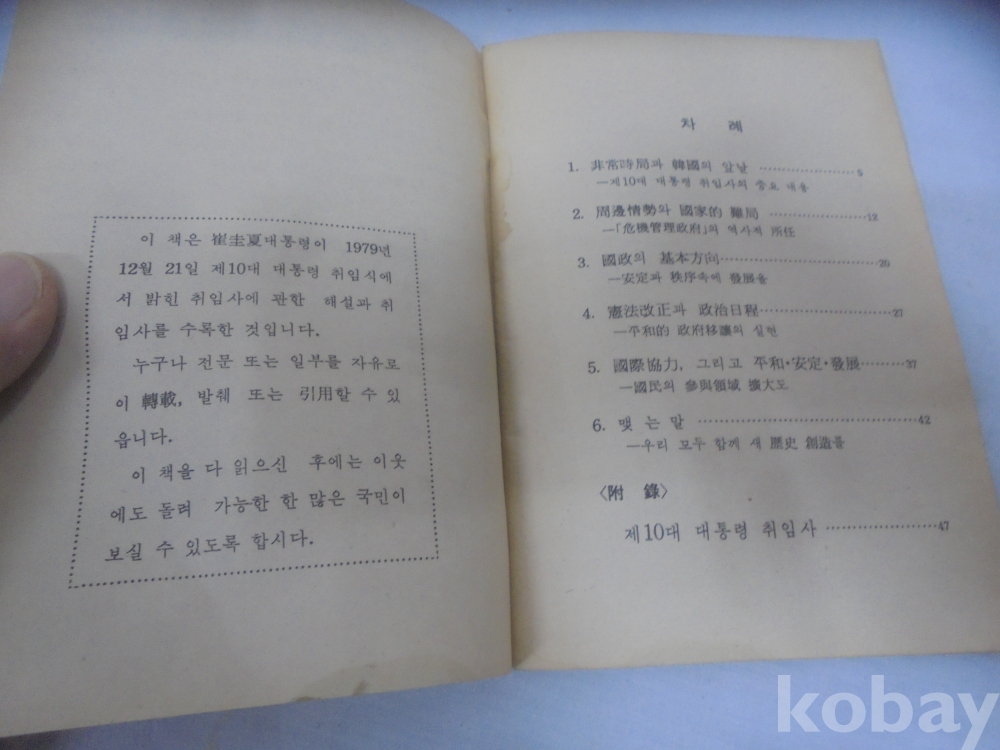 이 책은 崔圭夏대통령이 1979년
12월 21일 제10대 대통령 취임식에
서 밝힌 취임사에 관한 해설과 취
임사를 수록한 것입니다.
누구나 전문 또는 일부를 자유로
이 轉載, 발췌 또는 引用할 수 있
읍니다.
이 책을 다 읽으신 후에는 이웃
에도 돌려 가능한 한 많은 국민이
보실 수 있도록 합시다.
차 례
1. 非常時局과 韓國의 앞날 ················ 5
—제10대 대통령 취임사의 중요 내용
2. 周邊情勢와 國家的 難局 ················ 12
—「危機管理政府」의 역사적 所任
3. 國政의 基本方向 ················ 20
—安定과 秩序속에 發展을
4. 憲法改正과 政治日程 ················ 27
—平和的 政府移讓의 실현
5. 國際協力, 그리고 平和·安定·發展 ········ 37
—國民의 參與領域 擴大도
6. 맺 는 말 ················ 42
—우리 모두 함께 새 歷史 創造를
〈附 錄〉
제10대 대통령 취임사 ················ 47
kobay